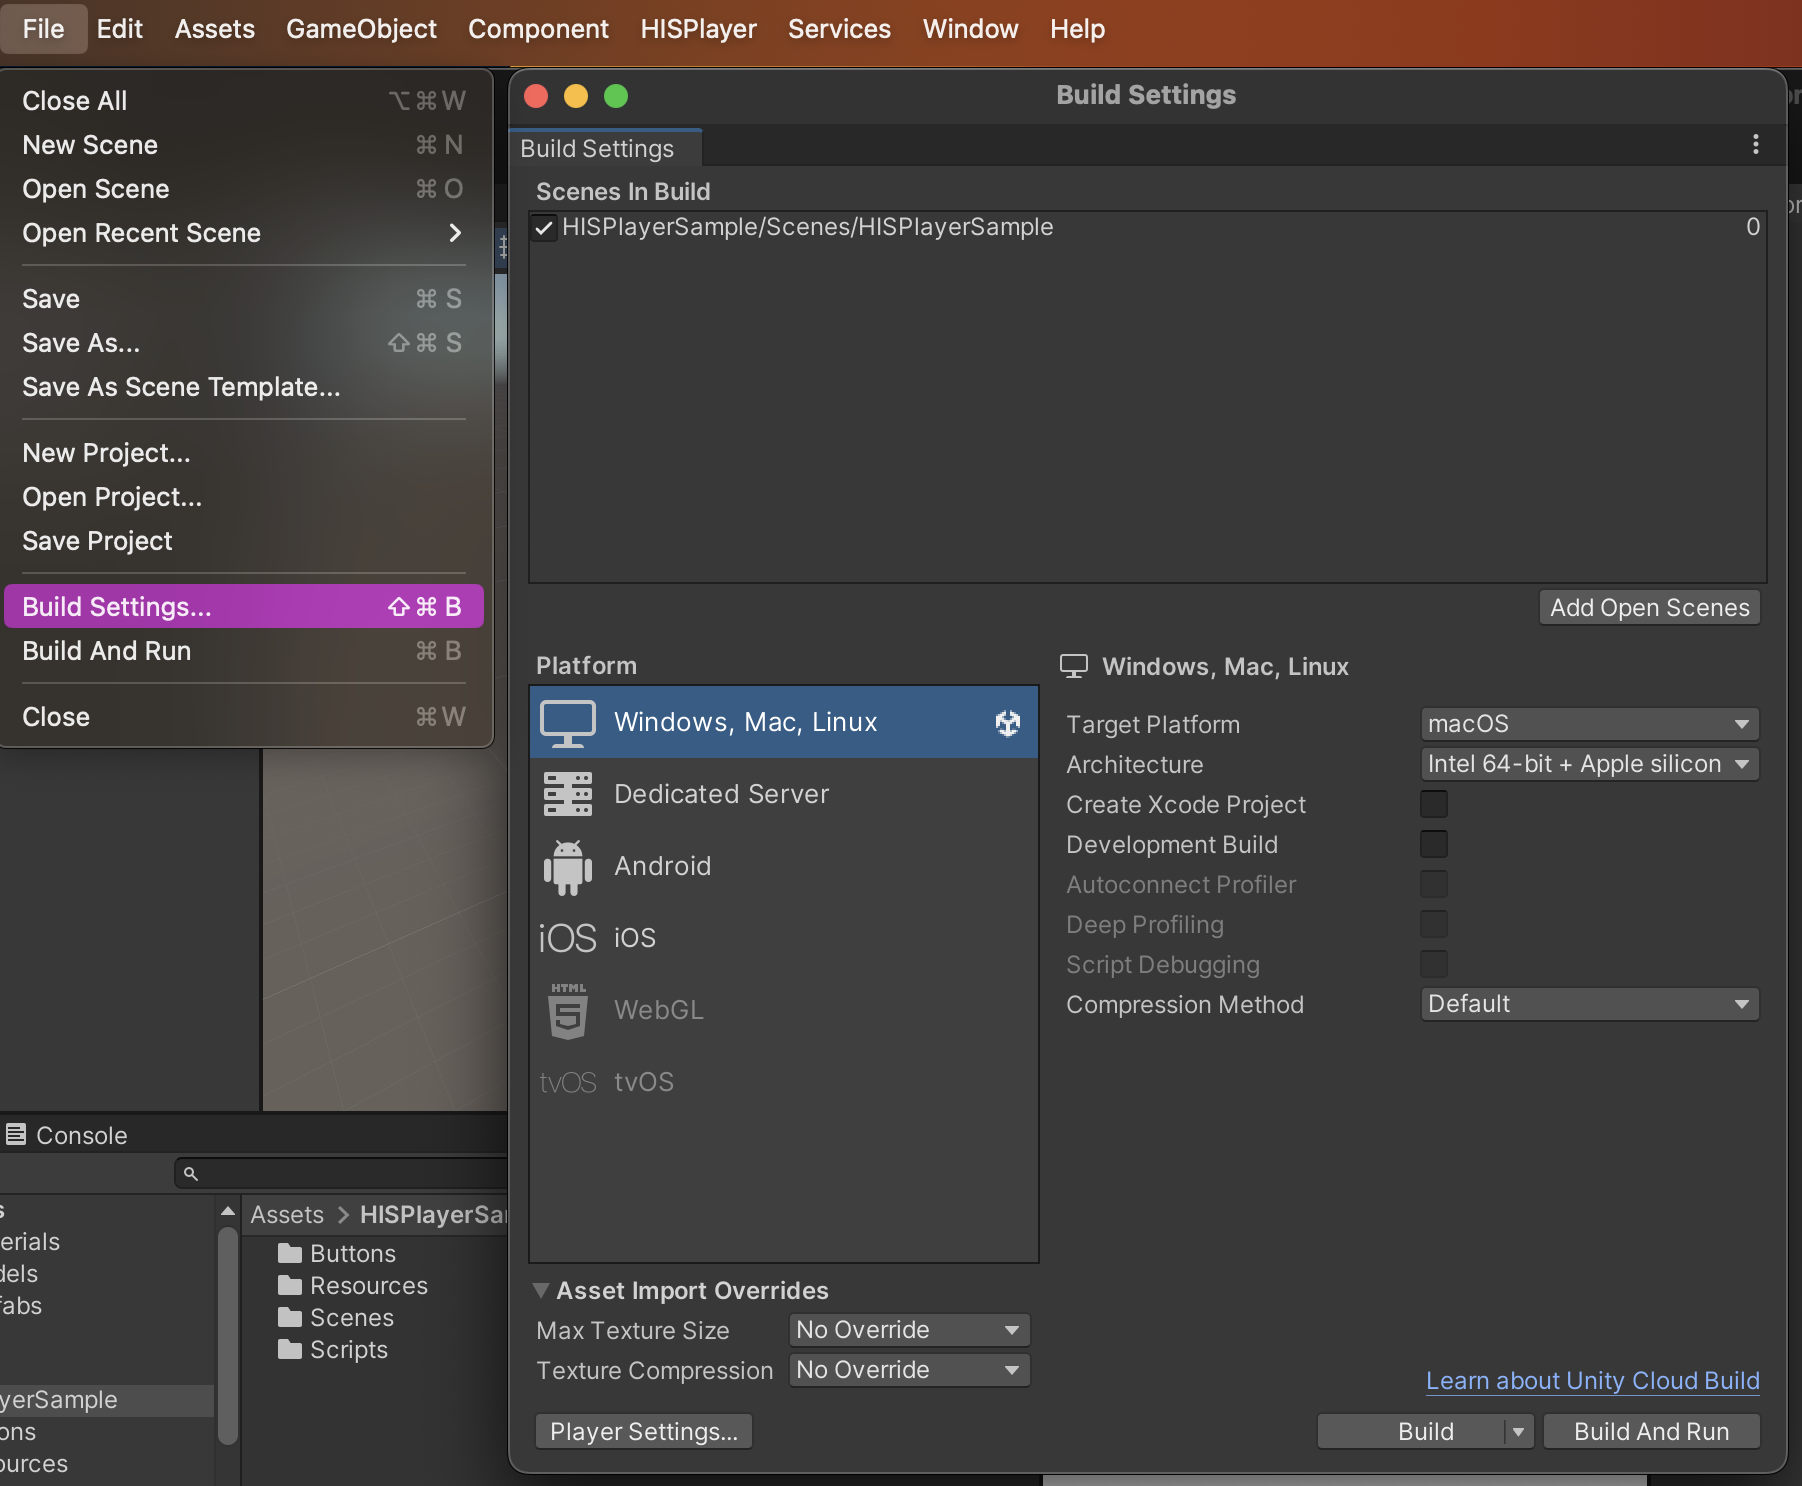 File Edit Assets GameObject Component HISPlayer Services Window Help
Close All ⌥⌘W
New Scene ⌘N
Open Scene ⌘O
Open Recent Scene
Save ⌘S
Save As... ⇧⌘S
Save As Scene Template...
New Project...
Open Project...
Save Project
Build Settings... ⇧⌘B
Build And Run ⌘B
Close ⌘W
Build Settings
Build Settings
Scenes In Build
HISPlayerSample/Scenes/HISPlayerSample 0
Add Open Scenes
Platform
Windows, Mac, Linux
Dedicated Server
Android
iOS iOS
HTML 5 WebGL
tvOS tvOS
Windows, Mac, Linux
Target Platform macOS
Architecture Intel 64-bit + Apple silicon
Create Xcode Project
Development Build
Autoconnect Profiler
Deep Profiling
Script Debugging
Compression Method Default
Asset Import Overrides
Max Texture Size No Override
Texture Compression No Override
Learn about Unity Cloud Build
Player Settings...
Build
Build And Run
Console
Assets > HISPlayerSa
Buttons
Resources
Scenes
Scripts
erials
dels
fabs
yerSample
ons
ources